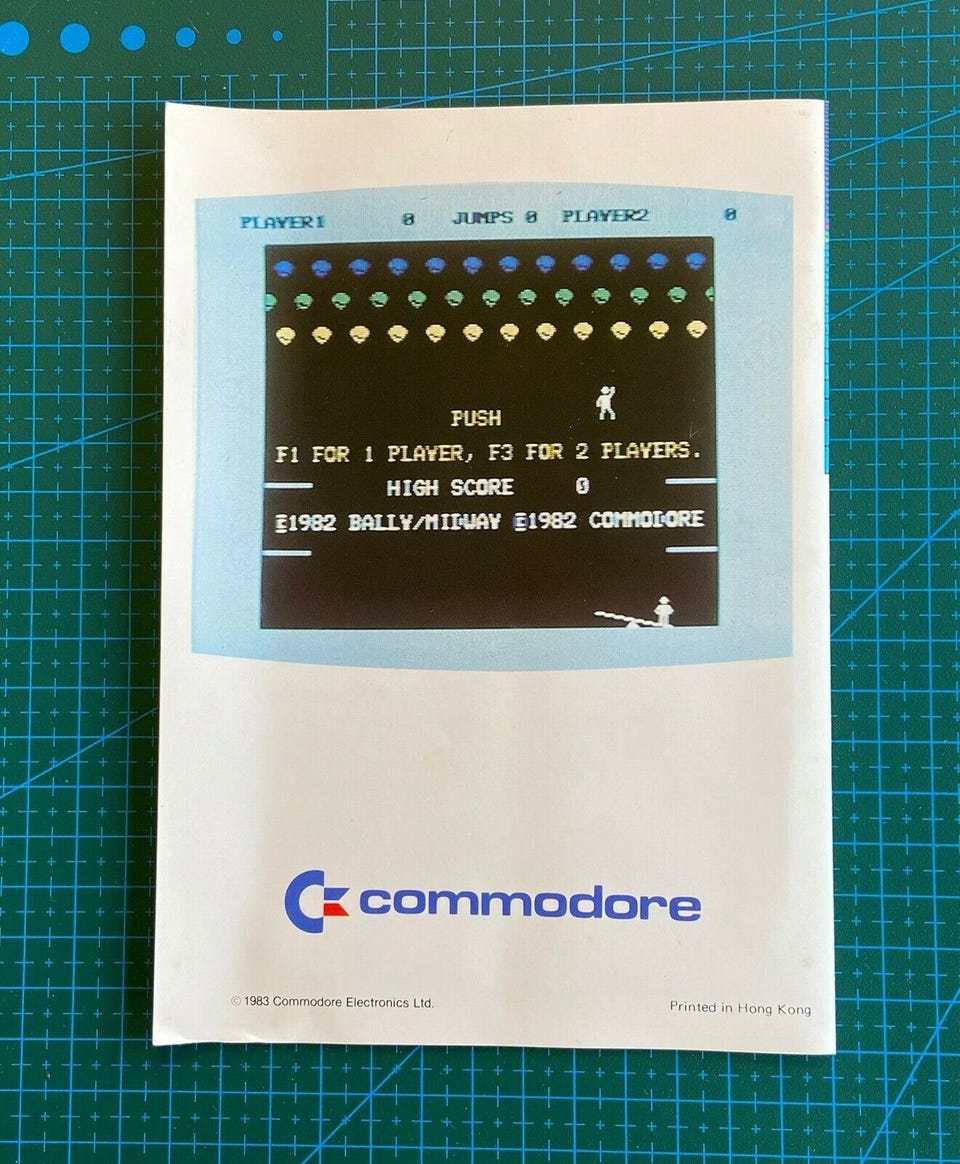 PLAYER1 0 JUMPS 0 PLAYER2 0
PUSH
F1 FOR 1 PLAYER, F3 FOR 2 PLAYERS.
HIGH SCORE 0
©1982 BALLY/MIDWAY ©1982 COMMODORE
commodore
© 1983 Commodore Electronics Ltd.
Printed in Hong Kong